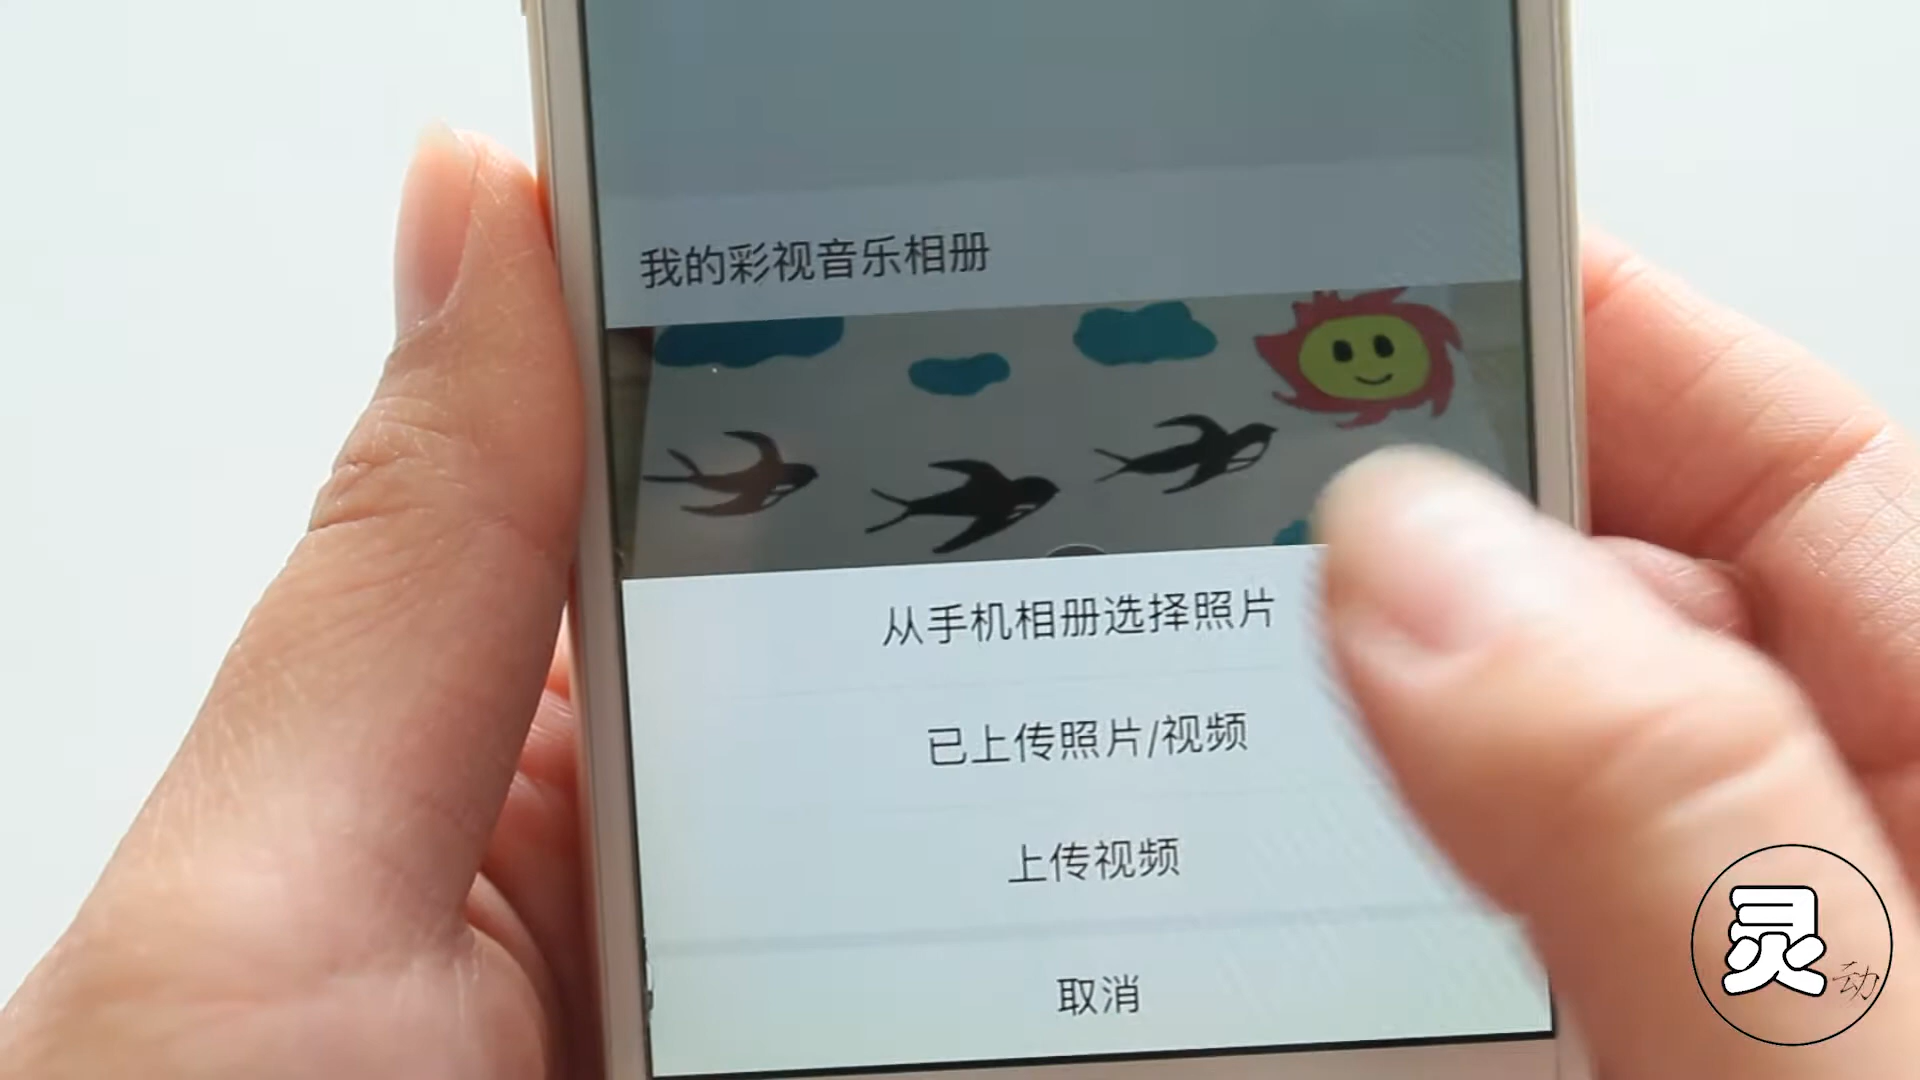 我的彩视音乐相册
从手机相册选择照片
已上传照片/视频
上传视频
取消
灵动